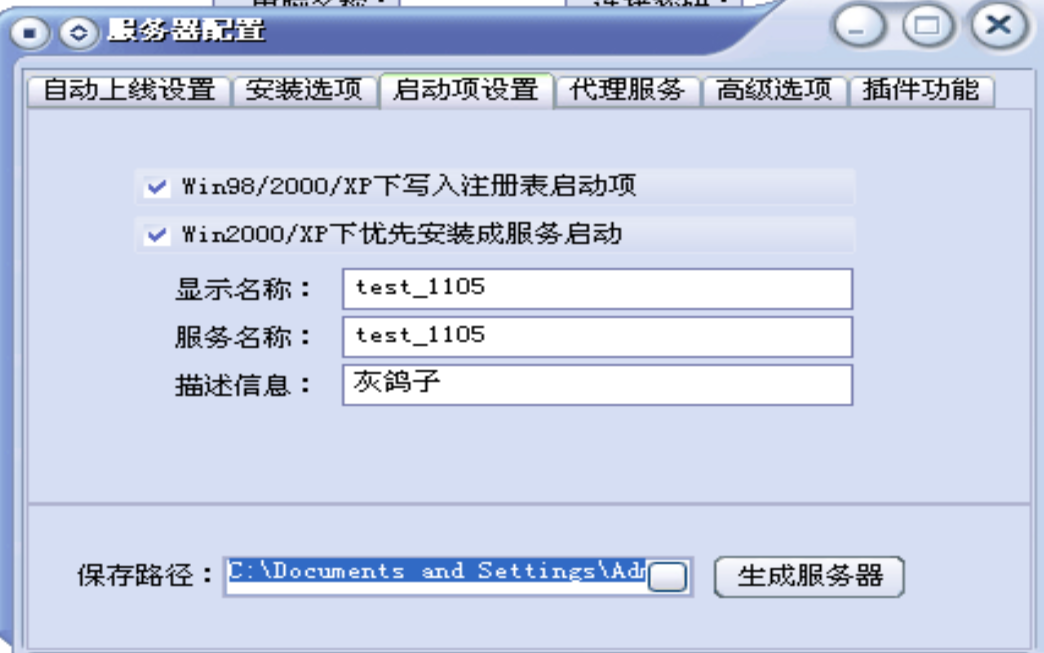 服务器配置
自动上线设置 安装选项 启动项设置 代理服务 高级选项 插件功能
Win98/2000/XP下写入注册表启动项
Win2000/XP下优先安装成服务启动
显示名称： test_1105
服务名称： test_1105
描述信息： 灰鸽子
保存路径： C:\Documents and Settings\Ad 生成服务器